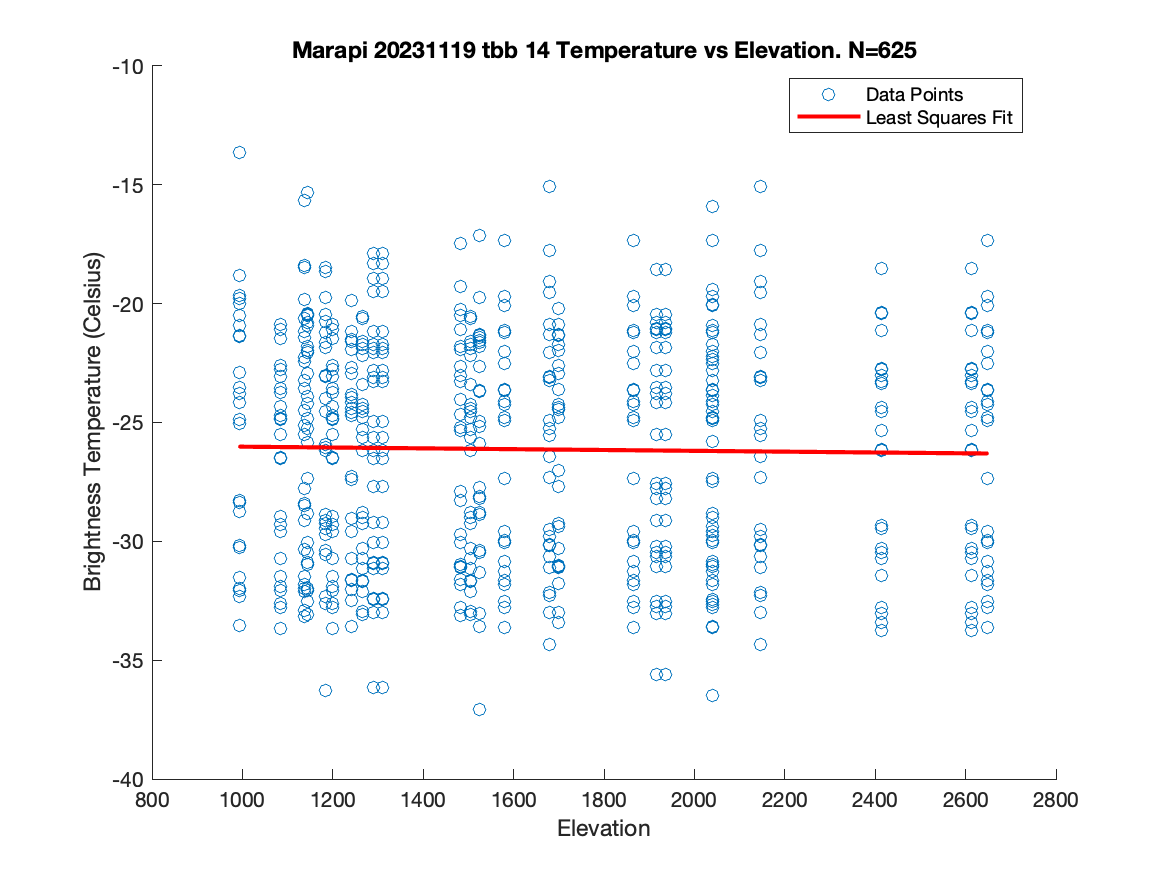 Marapi 20231119 tbb 14 Temperature vs Elevation. N=625
Data Points
Least Squares Fit
Brightness Temperature (Celsius)
-10
-15
-20
-25
-30
-35
-40
800 1000 1200 1400 1600 1800 2000 2200 2400 2600 2800
Elevation